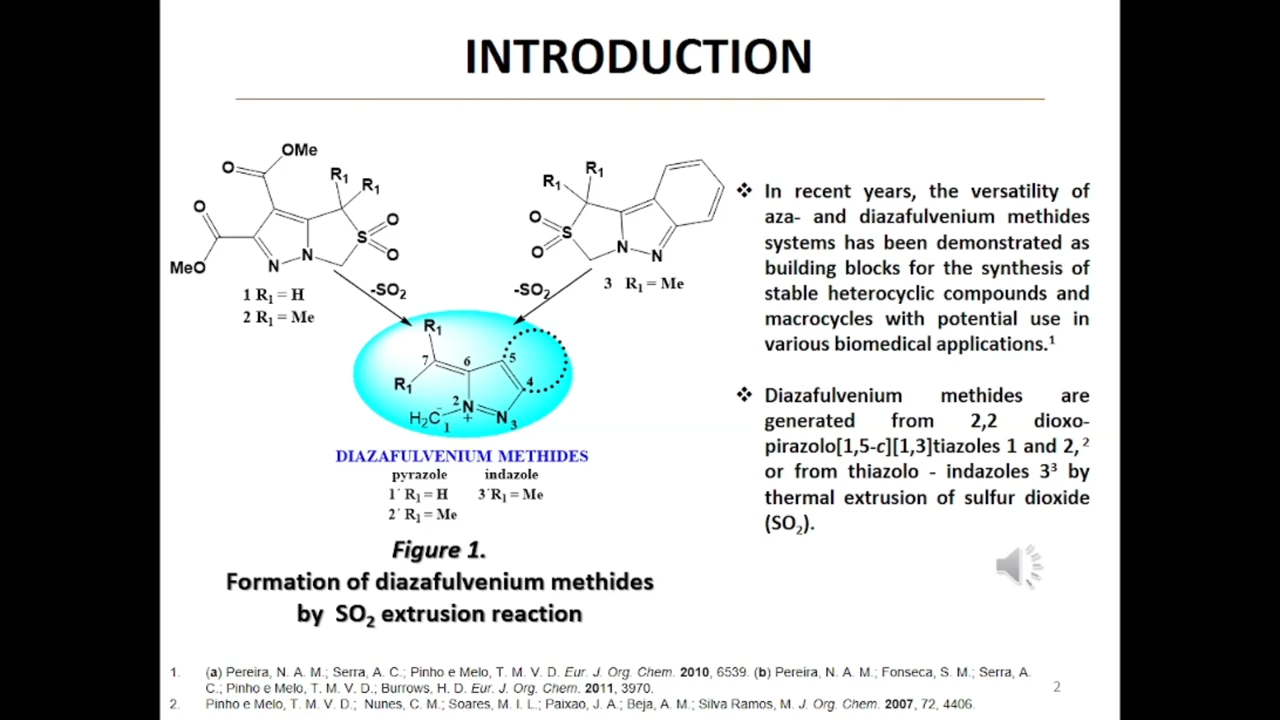 INTRODUCTION
OMe
O
R₁
R₁
O
O
S
O
N
N
MeO
1 R₁ = H
2 R₁ = Me
-SO₂
R₁
R₁
O
S
O
N
N
3 R₁ = Me
-SO₂
R₁
7
6
5
R₁
4
2
N
+
N
3
H₂C
-
1
DIAZAFULVENIUM METHIDES
pyrazole indazole
1´ R₁ = H 3´R₁ = Me
2´ R₁ = Me
Figure 1.
Formation of diazafulvenium methides
by SO₂ extrusion reaction
❖ In recent years, the versatility of
aza- and diazafulvenium methides
systems has been demonstrated as
building blocks for the synthesis of
stable heterocyclic compounds and
macrocycles with potential use in
various biomedical applications.¹
❖ Diazafulvenium methides are
generated from 2,2 dioxo-
pirazolo[1,5-c][1,3]tiazoles 1 and 2,²
or from thiazolo - indazoles 3³ by
thermal extrusion of sulfur dioxide
(SO₂).
1. (a) Pereira, N. A. M.; Serra, A. C.; Pinho e Melo, T. M. V. D. Eur. J. Org. Chem. 2010, 6539. (b) Pereira, N. A. M.; Fonseca, S. M.; Serra, A.
C.; Pinho e Melo, T. M. V. D.; Burrows, H. D. Eur. J. Org. Chem. 2011, 3970.
2. Pinho e Melo, T. M. V. D.; Nunes, C. M.; Soares, M. I. L.; Paixao, J. A.; Beja, A. M.; Silva Ramos, M. J. Org. Chem. 2007, 72, 4406.
2